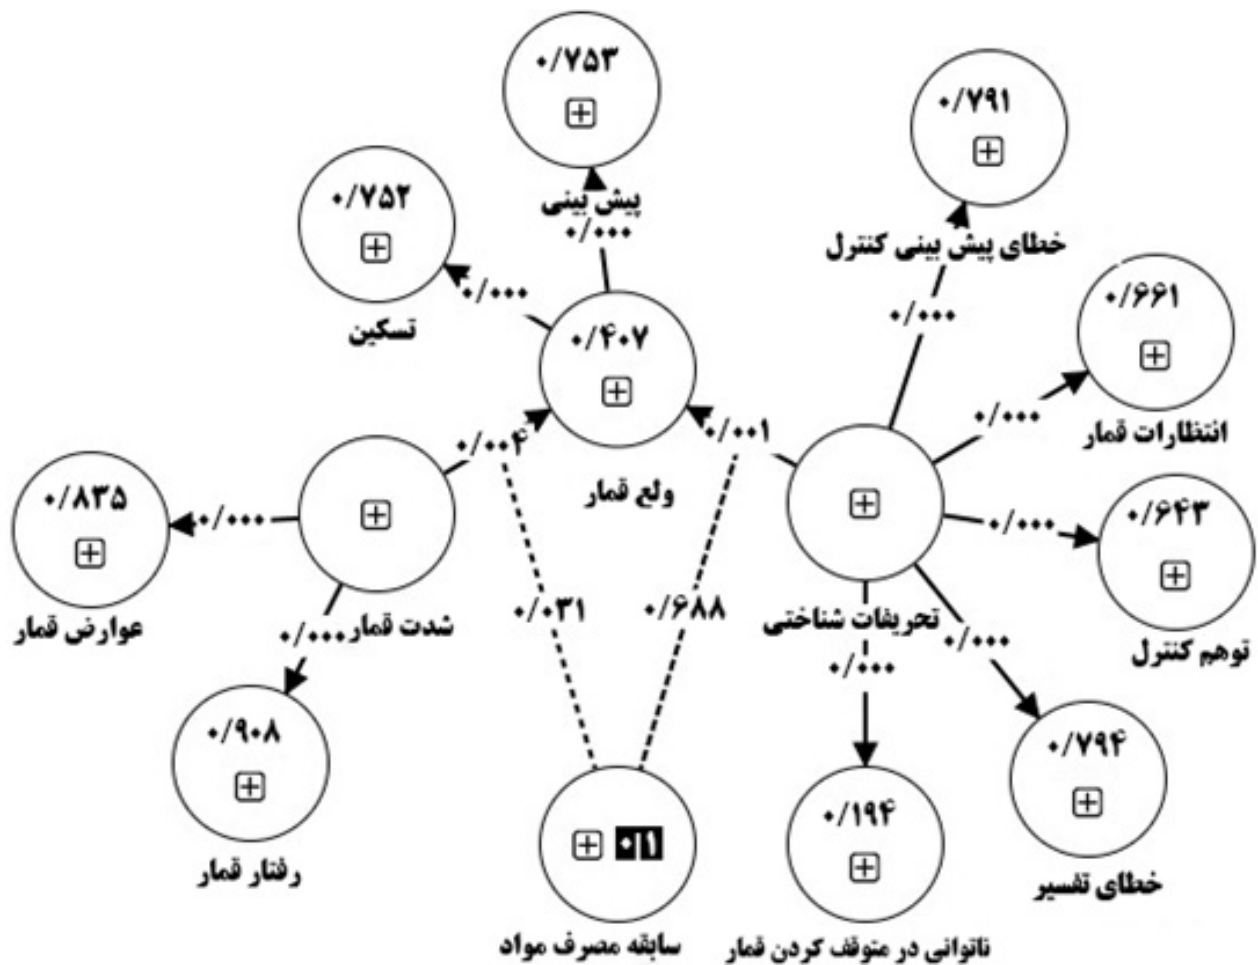 ۰/۷۵۳
پیش بینی
۰/۰۰۰
۰/۷۹۱
خطای پیش بینی کنترل
۰/۰۰۰
۰/۷۵۲
تسکین
۰/۰۰۰
۰/۴۰۷
ولع قمار
۰/۶۶۱
انتظارات قمار
۰/۰۰۰
۰/۰۰۴
۰/۰۰۱
۰/۸۳۵
عوارض قمار
۰/۰۰۰
شدت قمار
۰/۰۰۰
۰/۶۴۳
توهم کنترل
۰/۰۰۰
تحریفات شناختی
۰/۰۰۰
۰/۰۰۰
۰/۰۳۱
۰/۶۸۸
۰/۹۰۸
رفتار قمار
۰|۱
سابقه مصرف مواد
۰/۱۹۴
ناتوانی در متوقف کردن قمار
۰/۷۹۴
خطای تفسیر